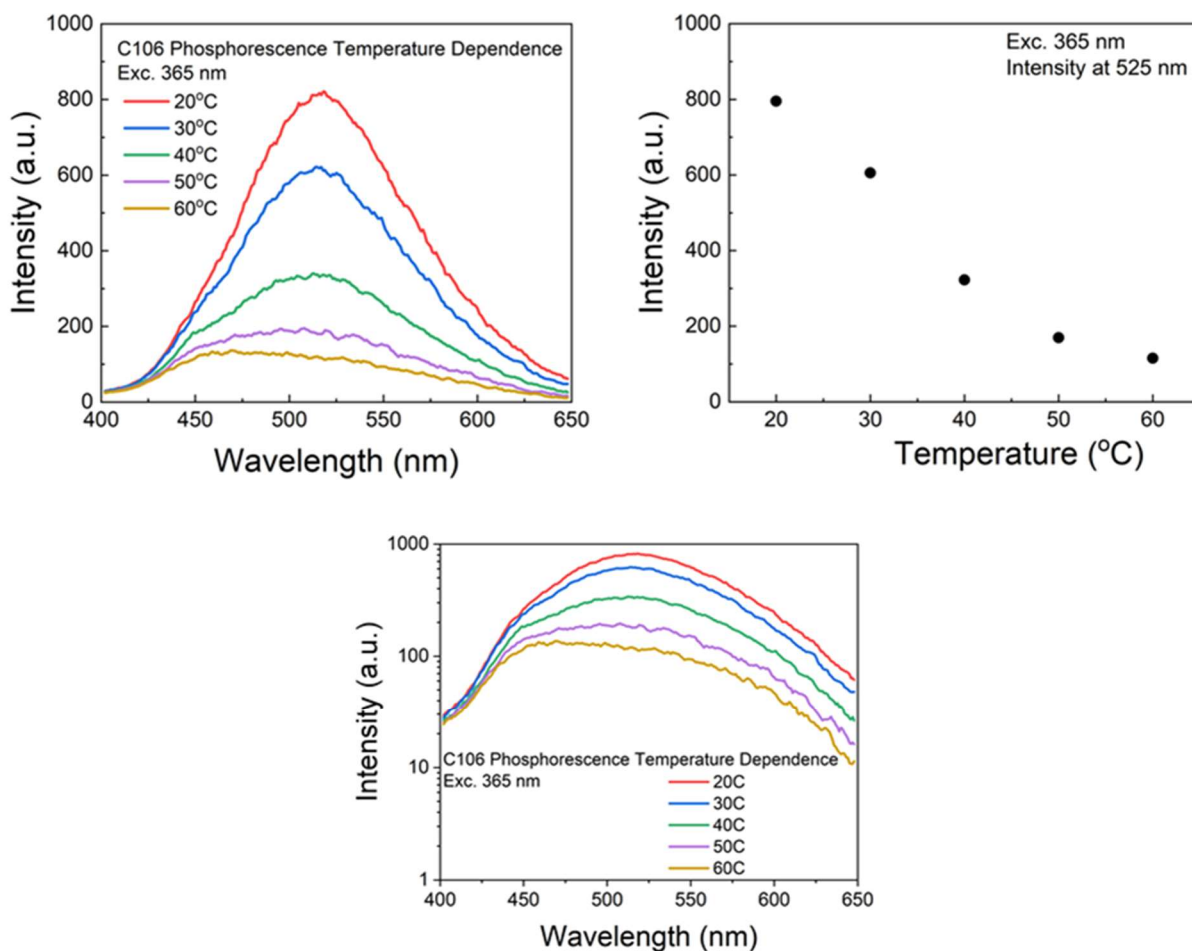 1000
800
600
400
200
0
Intensity (a.u.)
C106 Phosphorescence Temperature Dependence
Exc. 365 nm
20°C
30°C
40°C
50°C
60°C
400 450 500 550 600 650
Wavelength (nm)
1000
800
600
400
200
0
Intensity (a.u.)
Exc. 365 nm
Intensity at 525 nm
20 30 40 50 60
Temperature (°C)
1000
100
10
1
Intensity (a.u.)
C106 Phosphorescence Temperature Dependence
Exc. 365 nm
20C
30C
40C
50C
60C
400 450 500 550 600 650
Wavelength (nm)